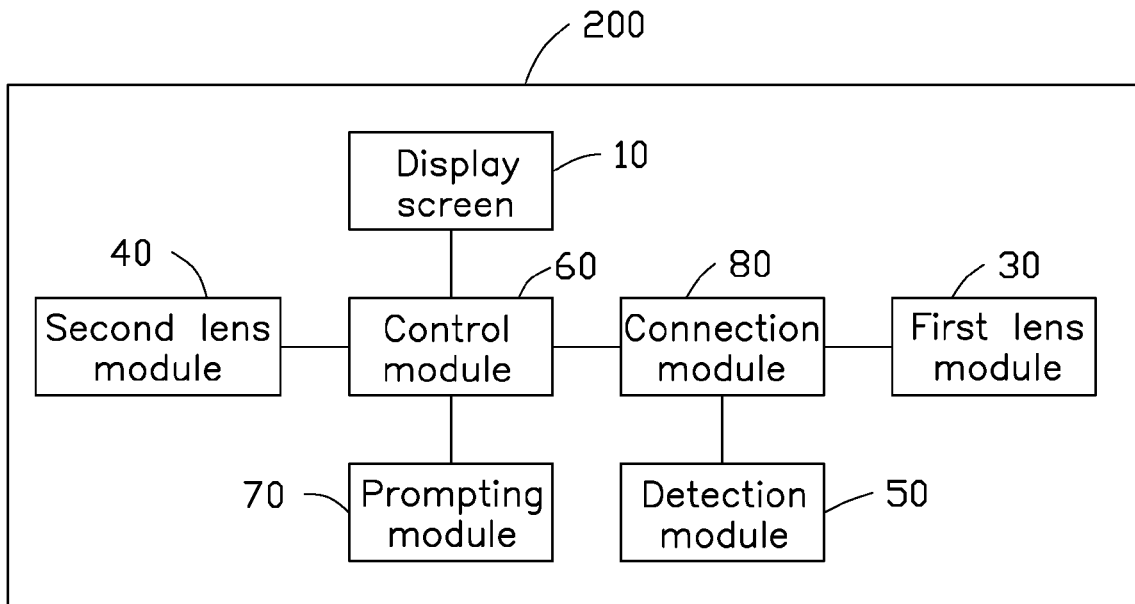 200
Display
screen
10
40
60
80
30
Second lens
module
Control
module
Connection
module
First lens
module
70
Prompting
module
Detection
module
50